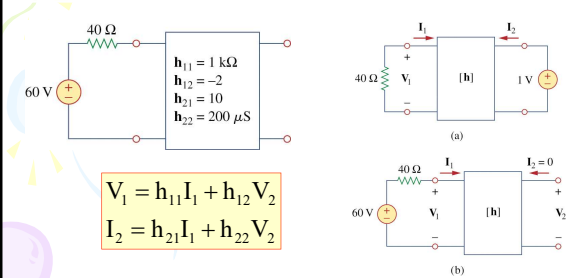 40 Ω
60 V
+
−
h₁₁ = 1 kΩ
h₁₂ = –2
h₂₁ = 10
h₂₂ = 200 μS
V₁ = h₁₁I₁ + h₁₂V₂
I₂ = h₂₁I₁ + h₂₂V₂
I₁
I₂
40 Ω
+
V₁
−
[h]
1 V
+
−
(a)
40 Ω
I₁
I₂ = 0
60 V
+
−
+
V₁
−
[h]
+
V₂
−
(b)